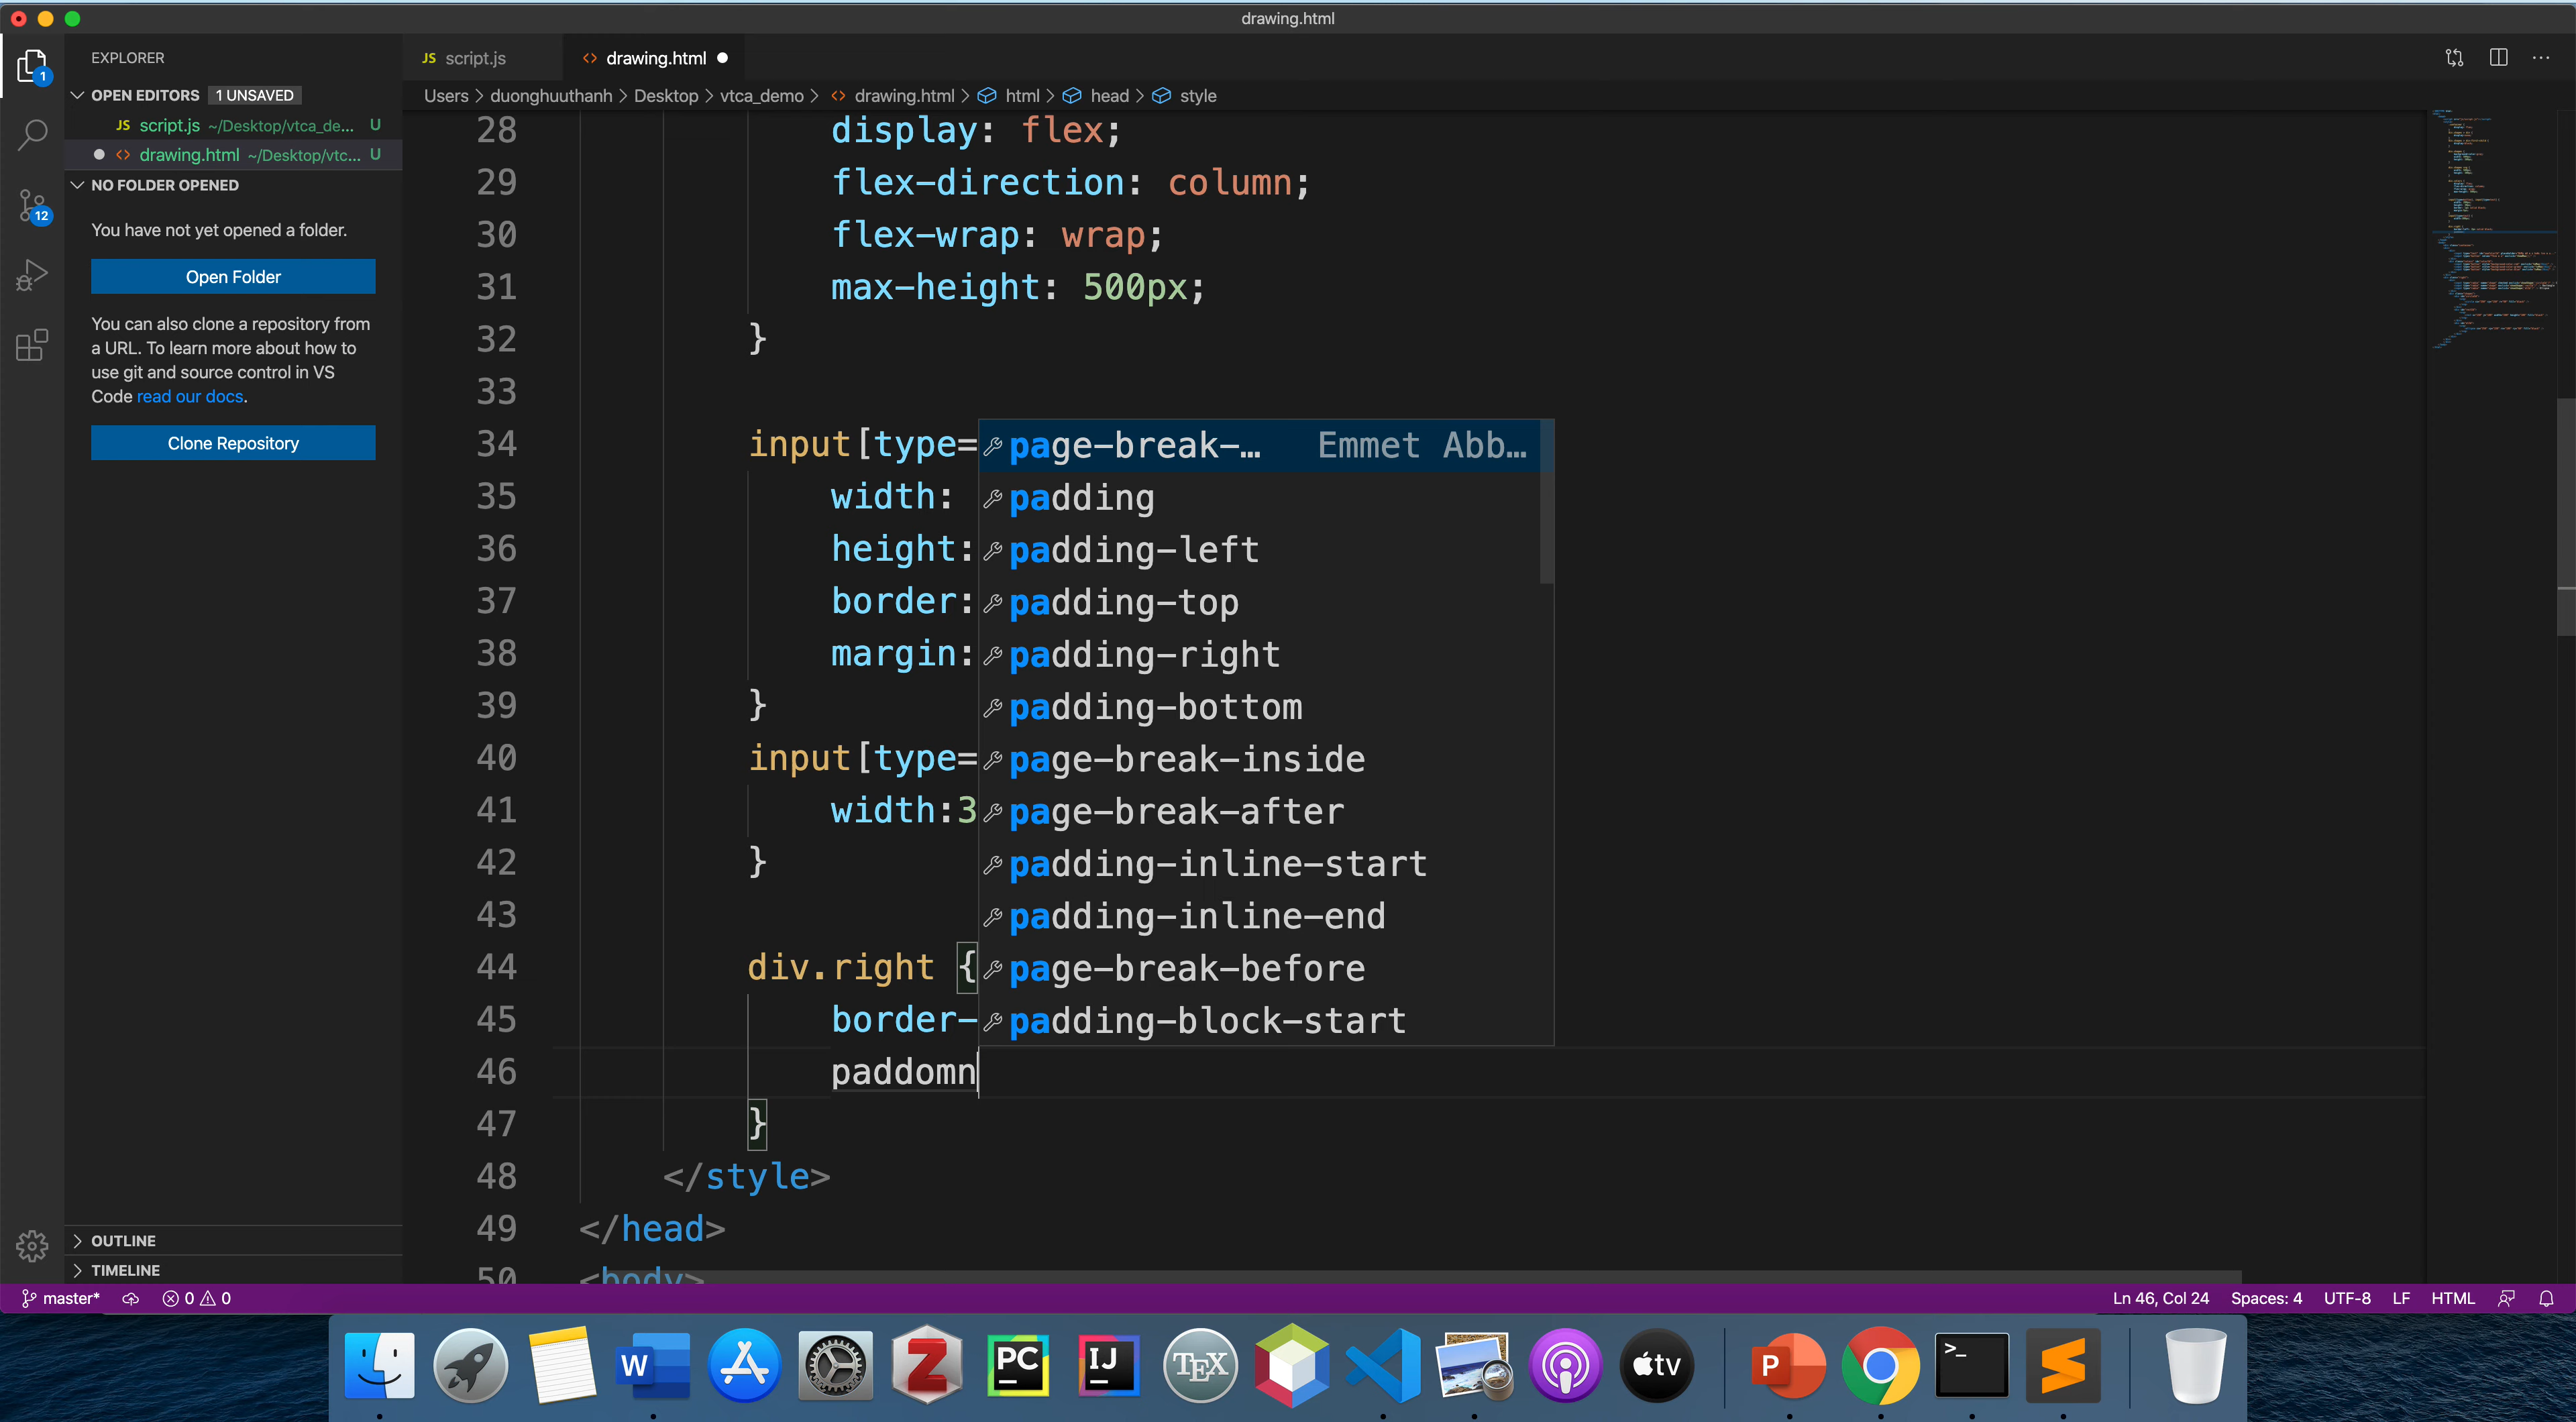 drawing.html
EXPLORER
OPEN EDITORS 1 UNSAVED
JS script.js ~/Desktop/vtca_de... U
<> drawing.html ~/Desktop/vtc... U
NO FOLDER OPENED
You have not yet opened a folder.
Open Folder
You can also clone a repository from
a URL. To learn more about how to
use git and source control in VS
Code read our docs.
Clone Repository
OUTLINE
TIMELINE
1
12
JS script.js
<> drawing.html
Users > duonghuuthanh > Desktop > vtca_demo > <> drawing.html > html > head > style
28 display: flex;
29 flex-direction: column;
30 flex-wrap: wrap;
31 max-height: 500px;
32 }
33
34 input[type=
35 width:
36 height:
37 border:
38 margin:
39 }
40 input[type=
41 width:3
42 }
43
44 div.right {
45 border-
46 paddomn
47 }
48 </style>
49 </head>
50 <body>
page-break-… Emmet Abb…
padding
padding-left
padding-top
padding-right
padding-bottom
page-break-inside
page-break-after
padding-inline-start
padding-inline-end
page-break-before
padding-block-start
master* 0 0 Ln 46, Col 24 Spaces: 4 UTF-8 LF HTML
W Z PC IJ TEX tv P >_